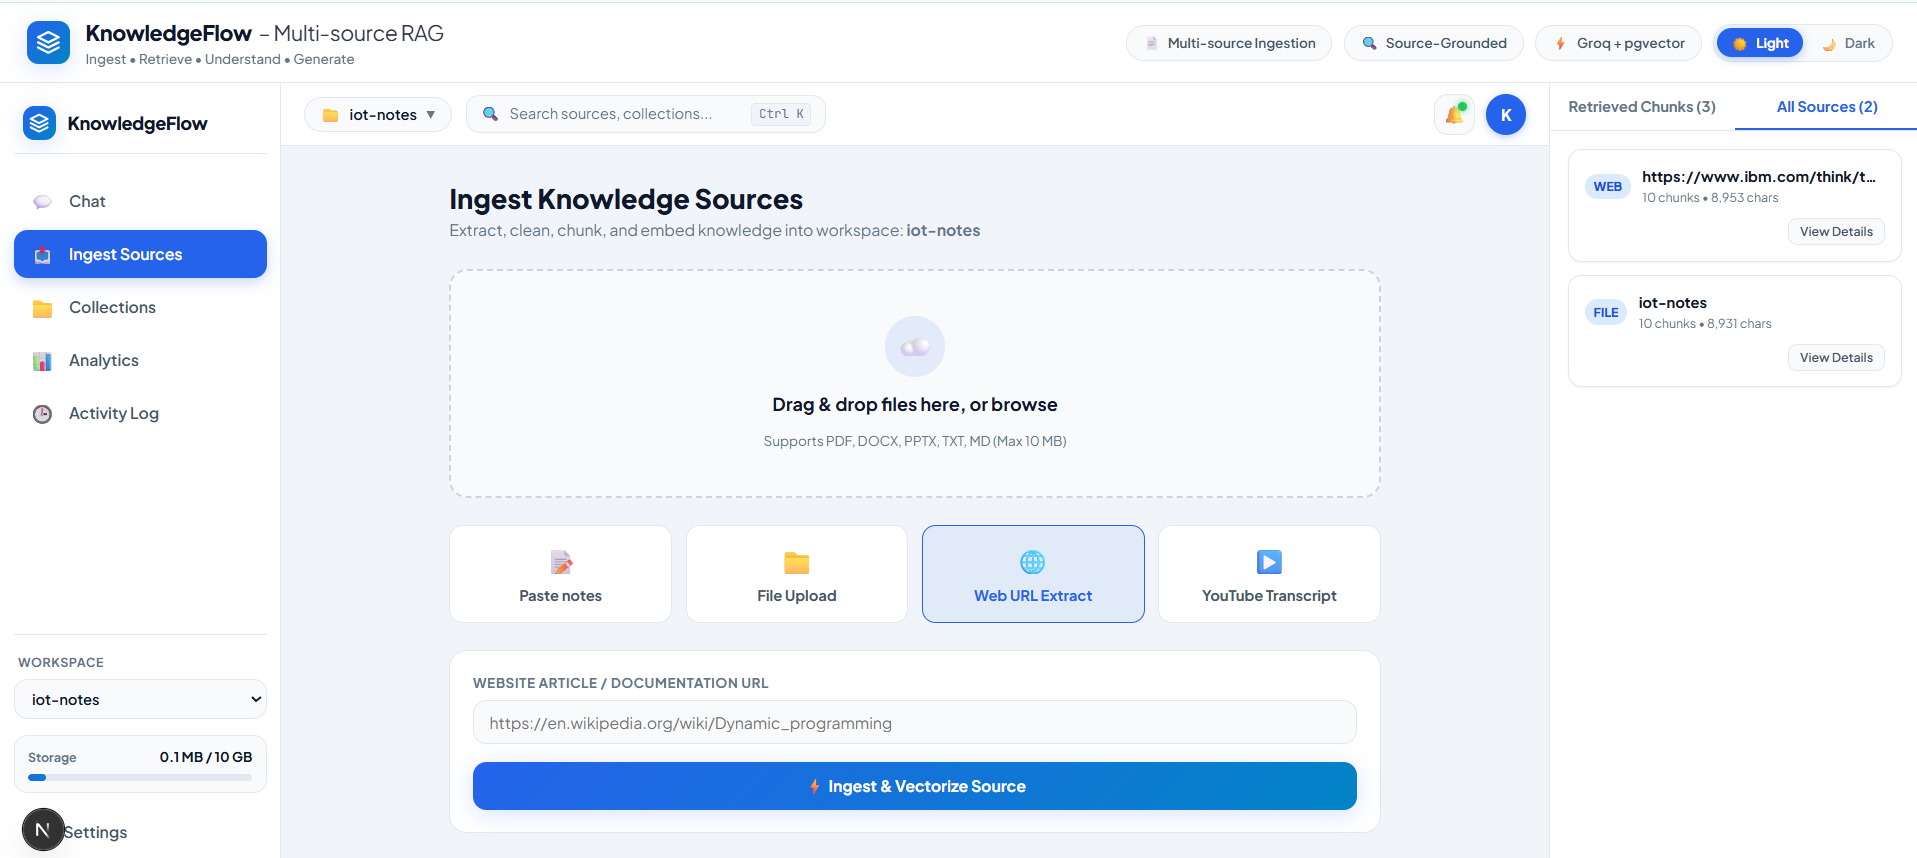 KnowledgeFlow – Multi-source RAG
Ingest • Retrieve • Understand • Generate
Multi-source Ingestion
Source-Grounded
Groq + pgvector
Light
Dark
KnowledgeFlow
Chat
Ingest Sources
Collections
Analytics
Activity Log
WORKSPACE
iot-notes
Storage 0.1 MB / 10 GB
N
Settings
iot-notes ▼
Search sources, collections... Ctrl K
K
Ingest Knowledge Sources
Extract, clean, chunk, and embed knowledge into workspace: iot-notes
Drag & drop files here, or browse
Supports PDF, DOCX, PPTX, TXT, MD (Max 10 MB)
Paste notes
File Upload
Web URL Extract
YouTube Transcript
WEBSITE ARTICLE / DOCUMENTATION URL
https://en.wikipedia.org/wiki/Dynamic_programming
Ingest & Vectorize Source
Retrieved Chunks (3)
All Sources (2)
WEB
https://www.ibm.com/think/t...
10 chunks • 8,953 chars
View Details
FILE
iot-notes
10 chunks • 8,931 chars
View Details